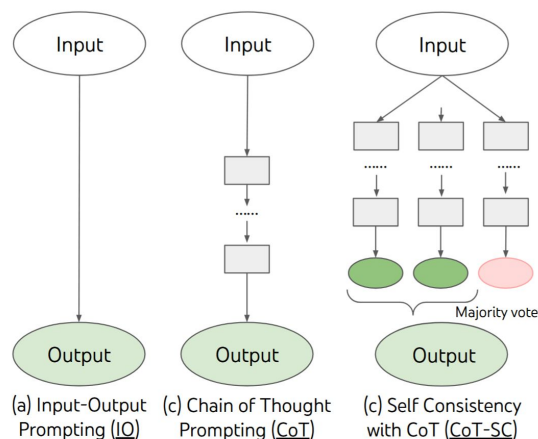 Input
Output
(a) Input-Output
Prompting (IO)
Input
......
Output
(c) Chain of Thought
Prompting (CoT)
Input
...... ...... ......
Majority vote
Output
(c) Self Consistency
with CoT (CoT-SC)